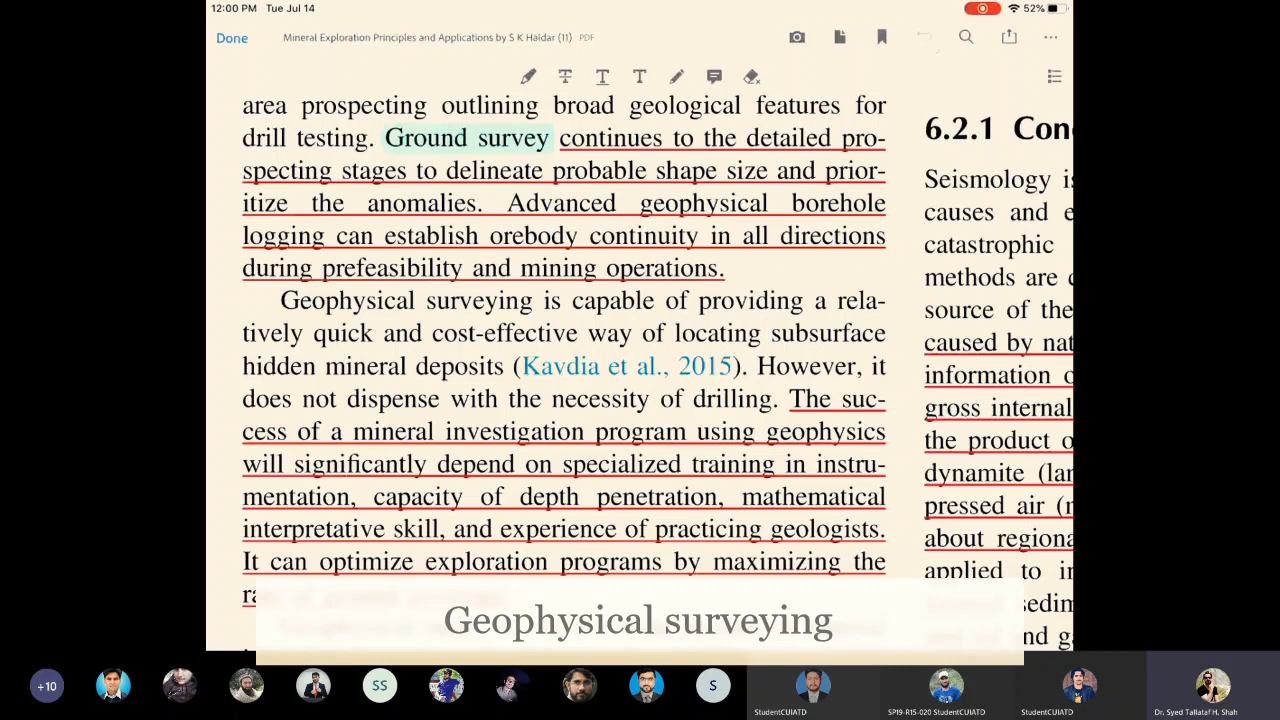 12:00 PM Tue Jul 14
52%
Done
Mineral Exploration Principles and Applications by S K Haldar (11) PDF
area prospecting outlining broad geological features for
drill testing. Ground survey continues to the detailed pro-
specting stages to delineate probable shape size and prior-
itize the anomalies. Advanced geophysical borehole
logging can establish orebody continuity in all directions
during prefeasibility and mining operations.
Geophysical surveying is capable of providing a rela-
tively quick and cost-effective way of locating subsurface
hidden mineral deposits (Kavdia et al., 2015). However, it
does not dispense with the necessity of drilling. The suc-
cess of a mineral investigation program using geophysics
will significantly depend on specialized training in instru-
mentation, capacity of depth penetration, mathematical
interpretative skill, and experience of practicing geologists.
It can optimize exploration programs by maximizing the
6.2.1 Con
Seismology is
causes and e
catastrophic
methods are
source of the
caused by nat
information o
gross internal
the product o
dynamite (lan
pressed air (
about regiona
applied to in
sedim
and g
Geophysical surveying
+10
SS
S
StudentCUIATD
SP19-R15-020 StudentCUIATD
StudentCUIATD
Dr. Syed Tallataf H. Shah